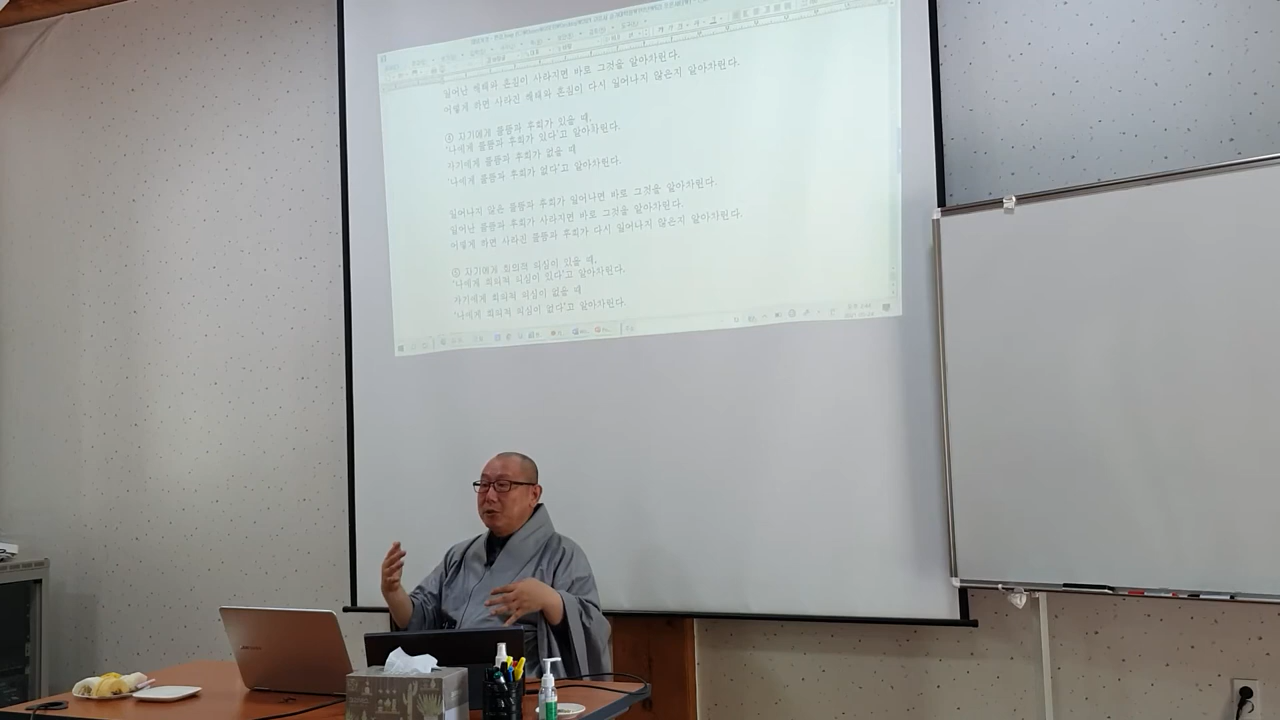 일어난 해태와 혼침이 사라지면 바로 그것을 알아차린다.
어떻게 하면 사라진 해태와 혼침이 다시 일어나지 않은지 알아차린다.
④ 자기에게 들뜸과 후회가 있을 때,
'나에게 들뜸과 후회가 있다'고 알아차린다.
자기에게 들뜸과 후회가 없을 때
'나에게 들뜸과 후회가 없다'고 알아차린다.
일어나지 않은 들뜸과 후회가 일어나면 바로 그것을 알아차린다.
일어난 들뜸과 후회가 사라지면 바로 그것을 알아차린다.
어떻게 하면 사라진 들뜸과 후회가 다시 일어나지 않은지 알아차린다.
⑤ 자기에게 회의적 의심이 있을 때,
'나에게 회의적 의심이 있다'고 알아차린다.
자기에게 회의적 의심이 없을 때
'나에게 회의적 의심이 없다'고 알아차린다.